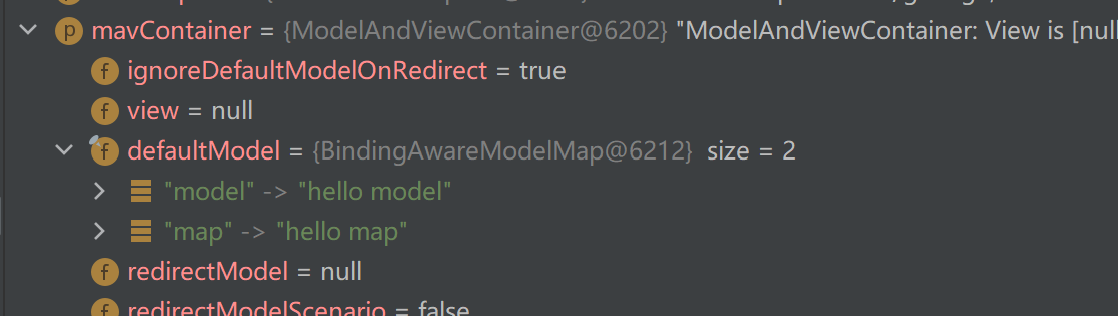 p mavContainer = {ModelAndViewContainer@6202} "ModelAndViewContainer: View is [null
f ignoreDefaultModelOnRedirect = true
f view = null
f defaultModel = {BindingAwareModelMap@6212} size = 2
"model" -> "hello model"
"map" -> "hello map"
f redirectModel = null
f redirectModelScenario = false